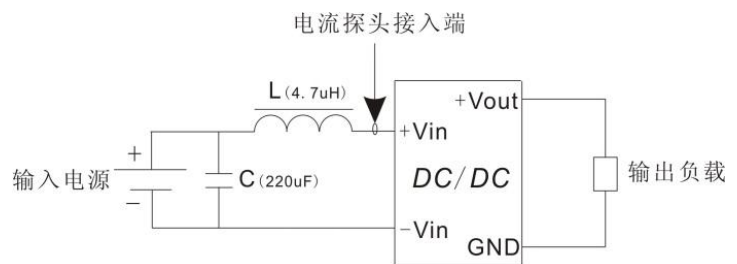 电流探头接入端
L(4.7uH)
+Vout
+Vin
+
输入电源
C(220uF)
DC/DC
输出负载
-
-Vin
GND